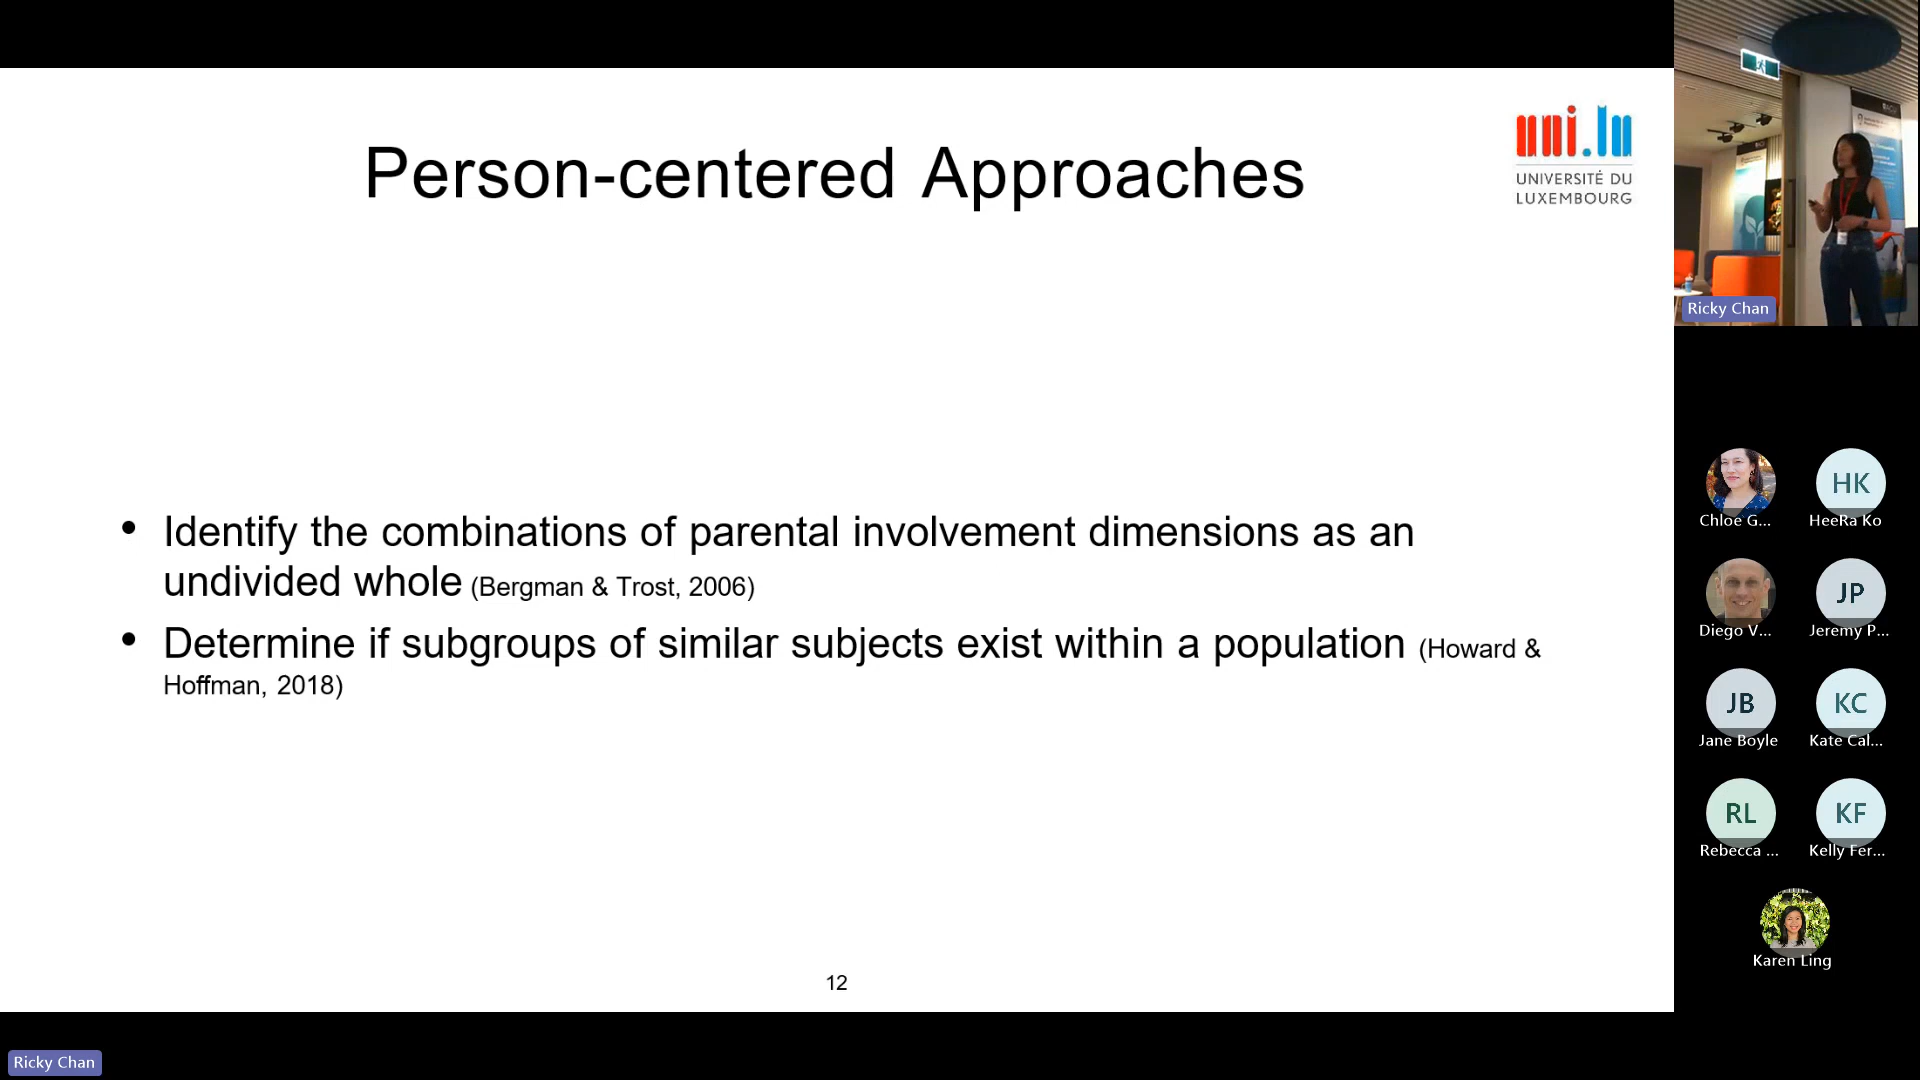 Person-centered Approaches
uni.lu
UNIVERSITÉ DU
LUXEMBOURG
• Identify the combinations of parental involvement dimensions as an
undivided whole (Bergman & Trost, 2006)
• Determine if subgroups of similar subjects exist within a population (Howard &
Hoffman, 2018)
12
Ricky Chan
Ricky Chan
Chloe G...
HK
HeeRa Ko
Diego V...
JP
Jeremy P...
JB
Jane Boyle
KC
Kate Cal...
RL
Rebecca ...
KF
Kelly Fer...
Karen Ling